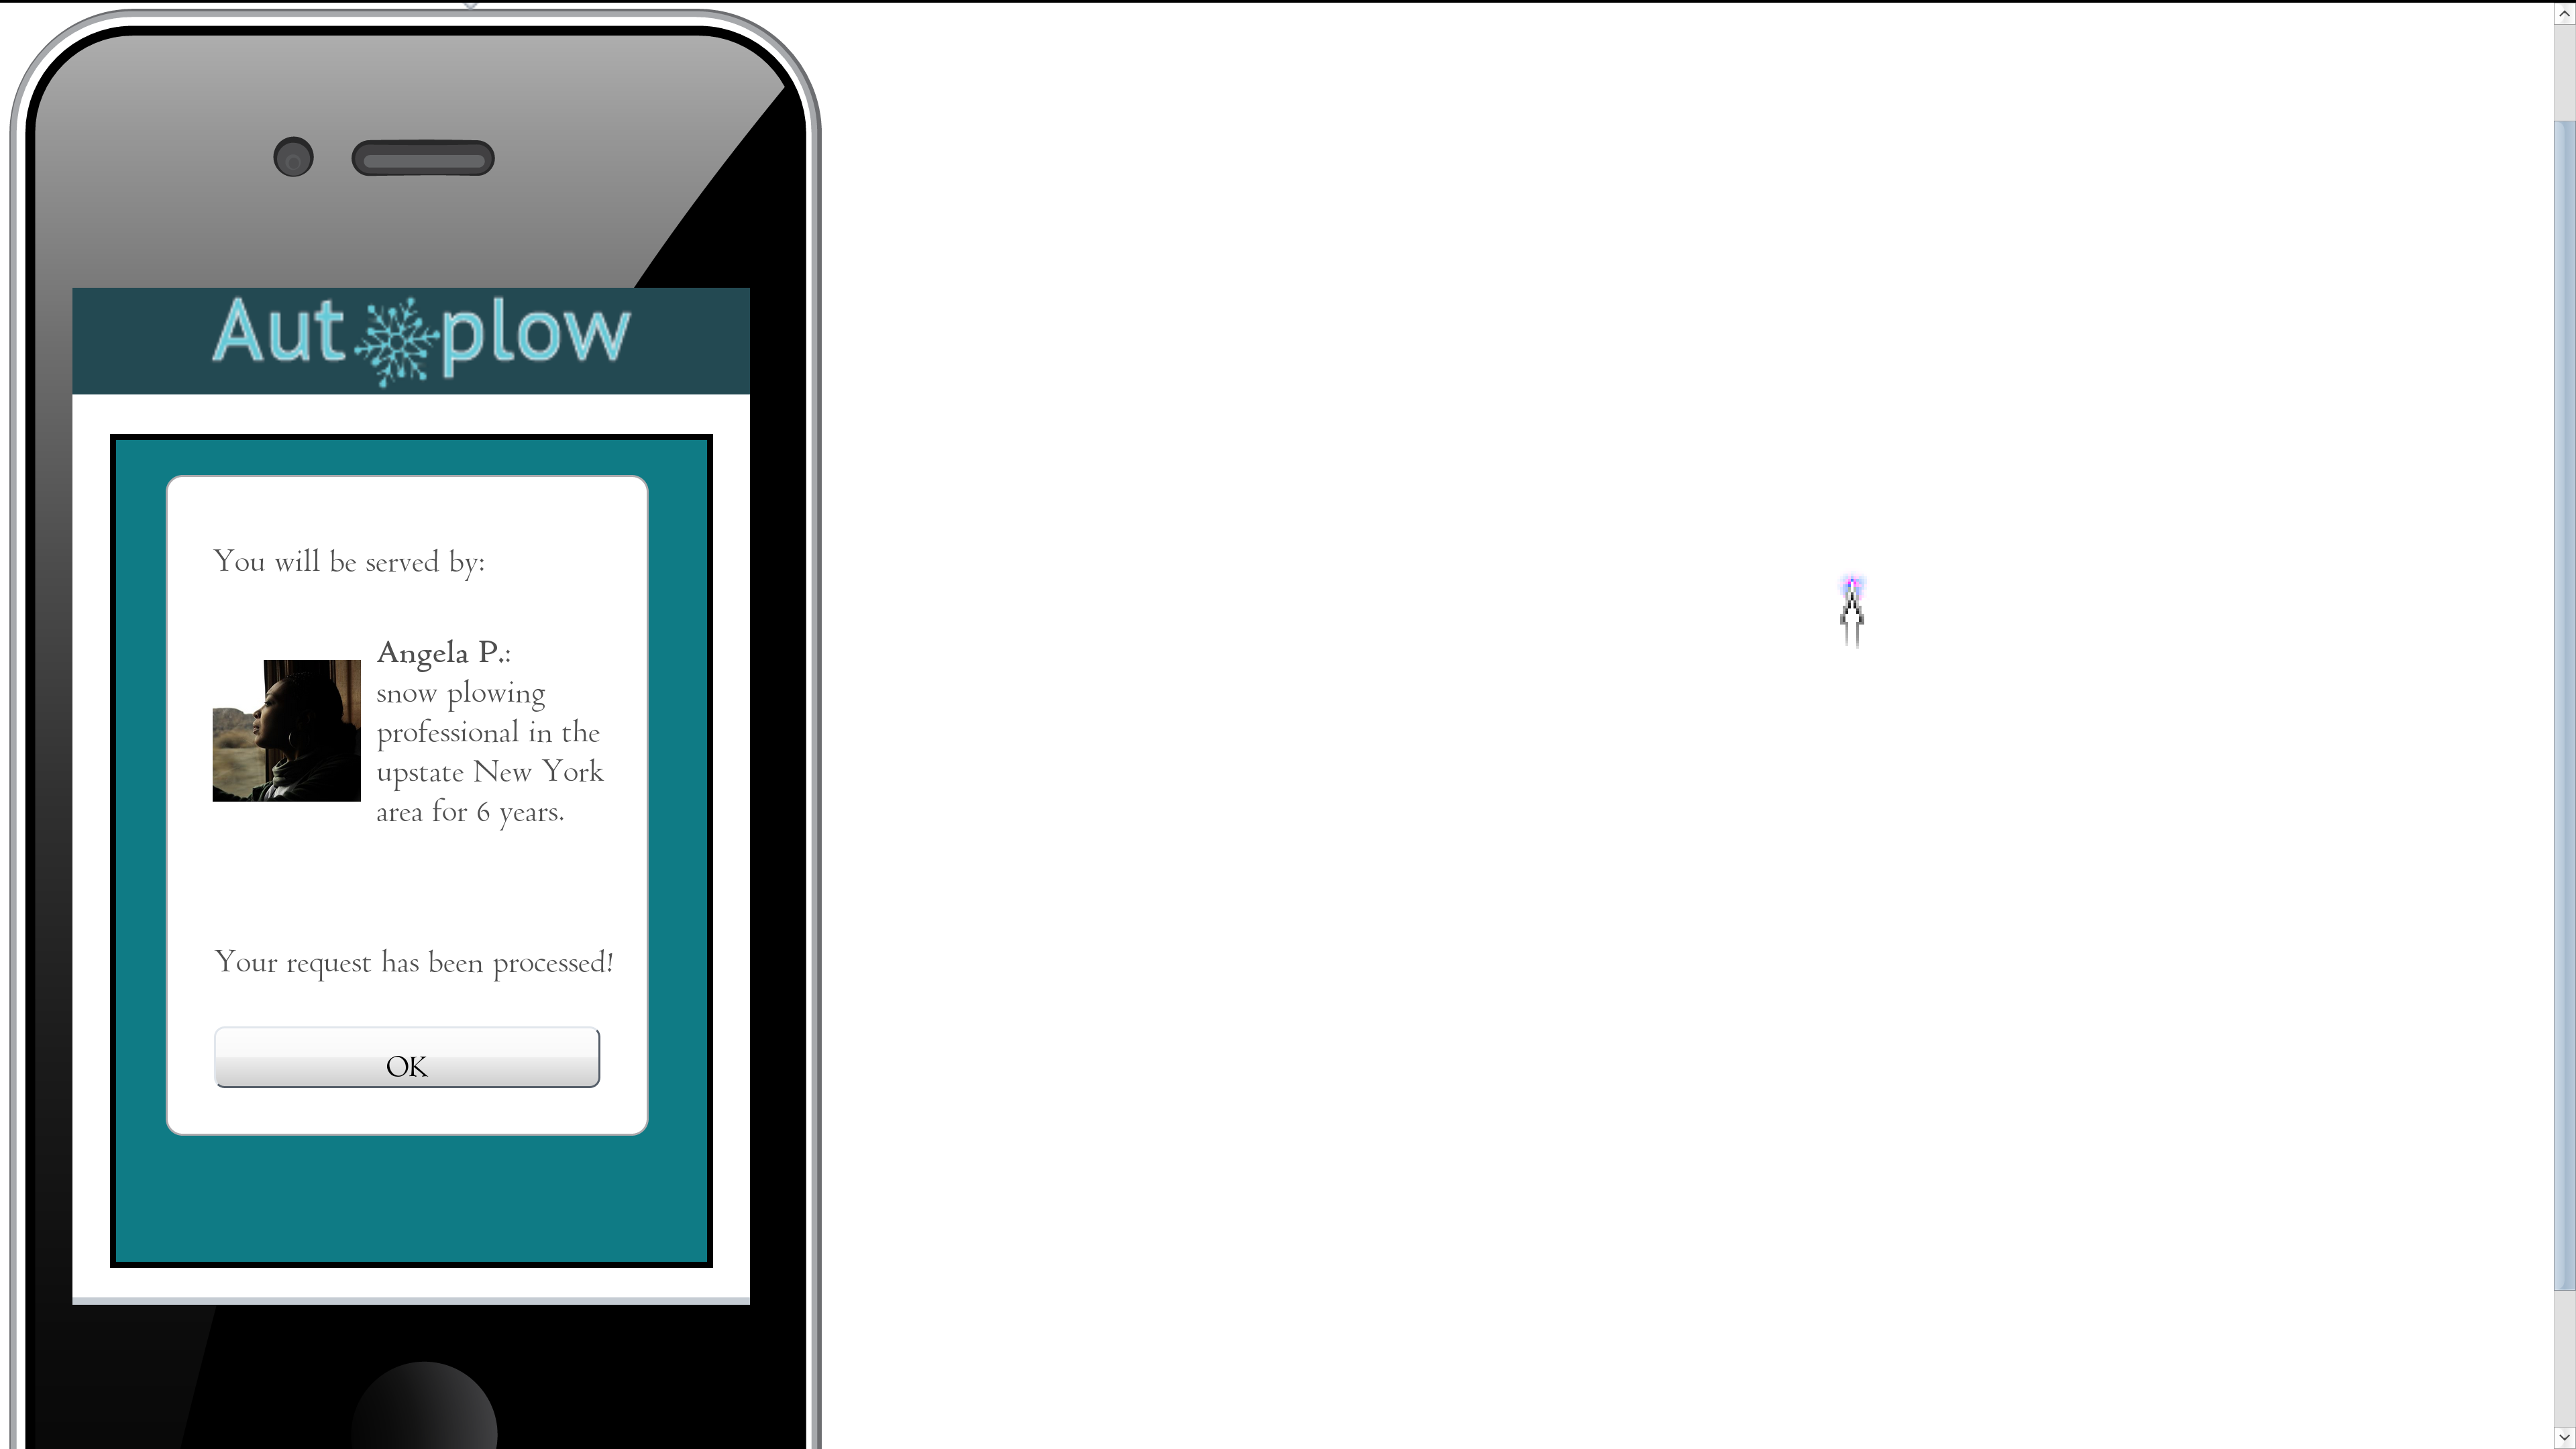 Aut plow
You will be served by:
Angela P.:
snow plowing
professional in the
upstate New York
area for 6 years.
Your request has been processed!
OK